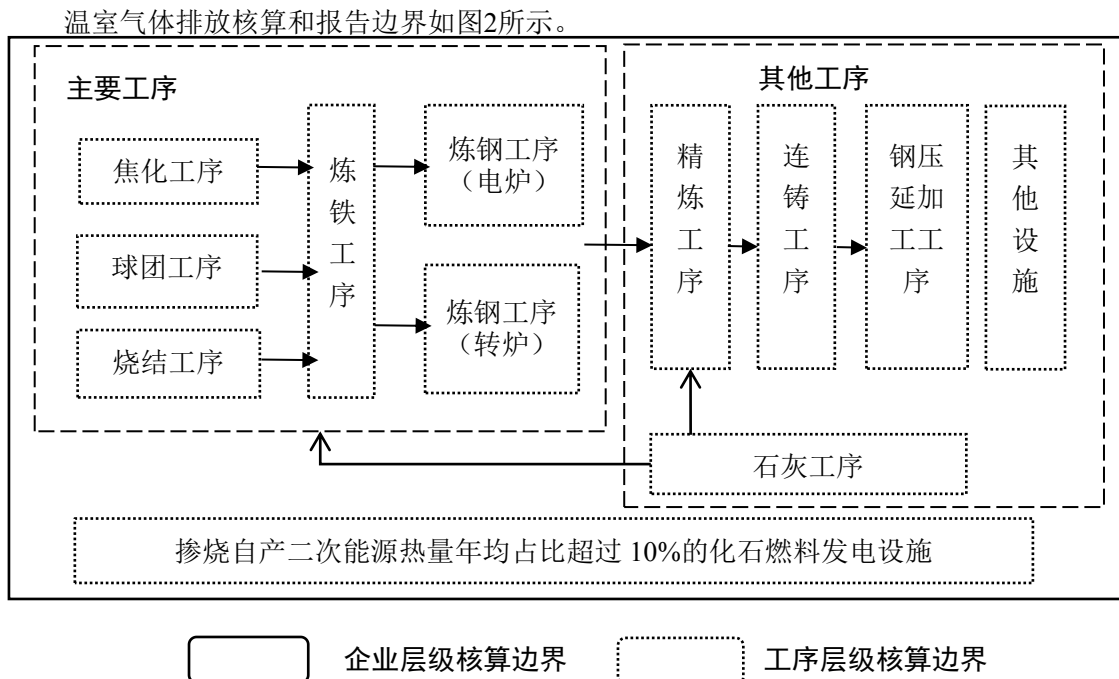 温室气体排放核算和报告边界如图2所示。
主要工序
焦化工序
球团工序
烧结工序
炼
铁
工
序
炼钢工序
（电炉）
炼钢工序
（转炉）
其他工序
精
炼
工
序
连
铸
工
序
钢压
延加
工工
序
其
他
设
施
石灰工序
掺烧自产二次能源热量年均占比超过 10%的化石燃料发电设施
企业层级核算边界
工序层级核算边界